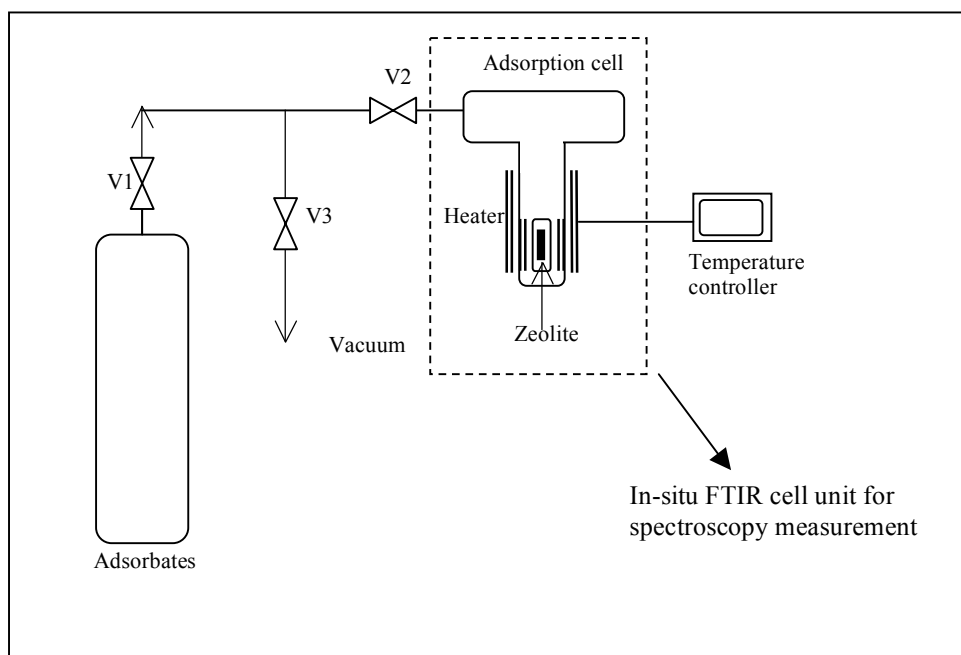 Adsorption cell
V2
V1
V3
Heater
Temperature
controller
Zeolite
Vacuum
In-situ FTIR cell unit for
spectroscopy measurement
Adsorbates